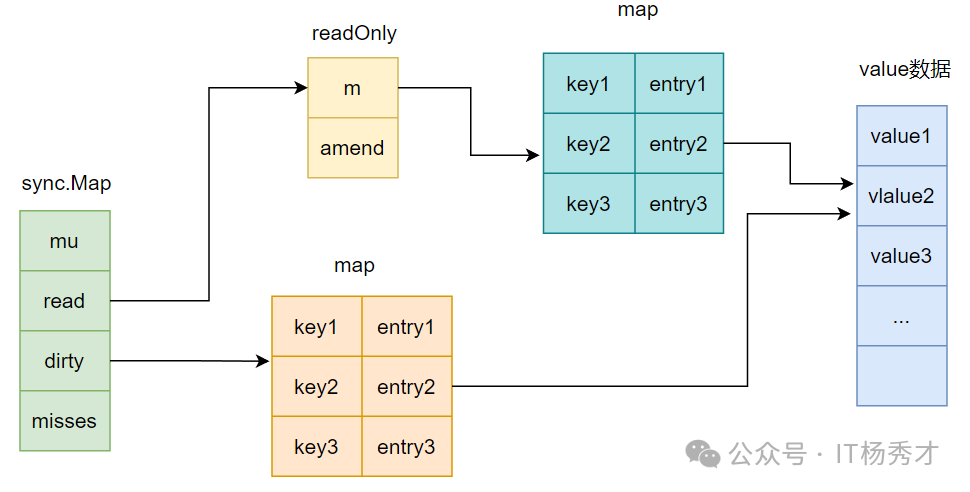 map
readOnly
m
amend
key1 entry1
key2 entry2
key3 entry3
value数据
value1
vlalue2
value3
...
sync.Map
mu
read
dirty
misses
map
key1 entry1
key2 entry2
key3 entry3
公众号 · IT杨秀才